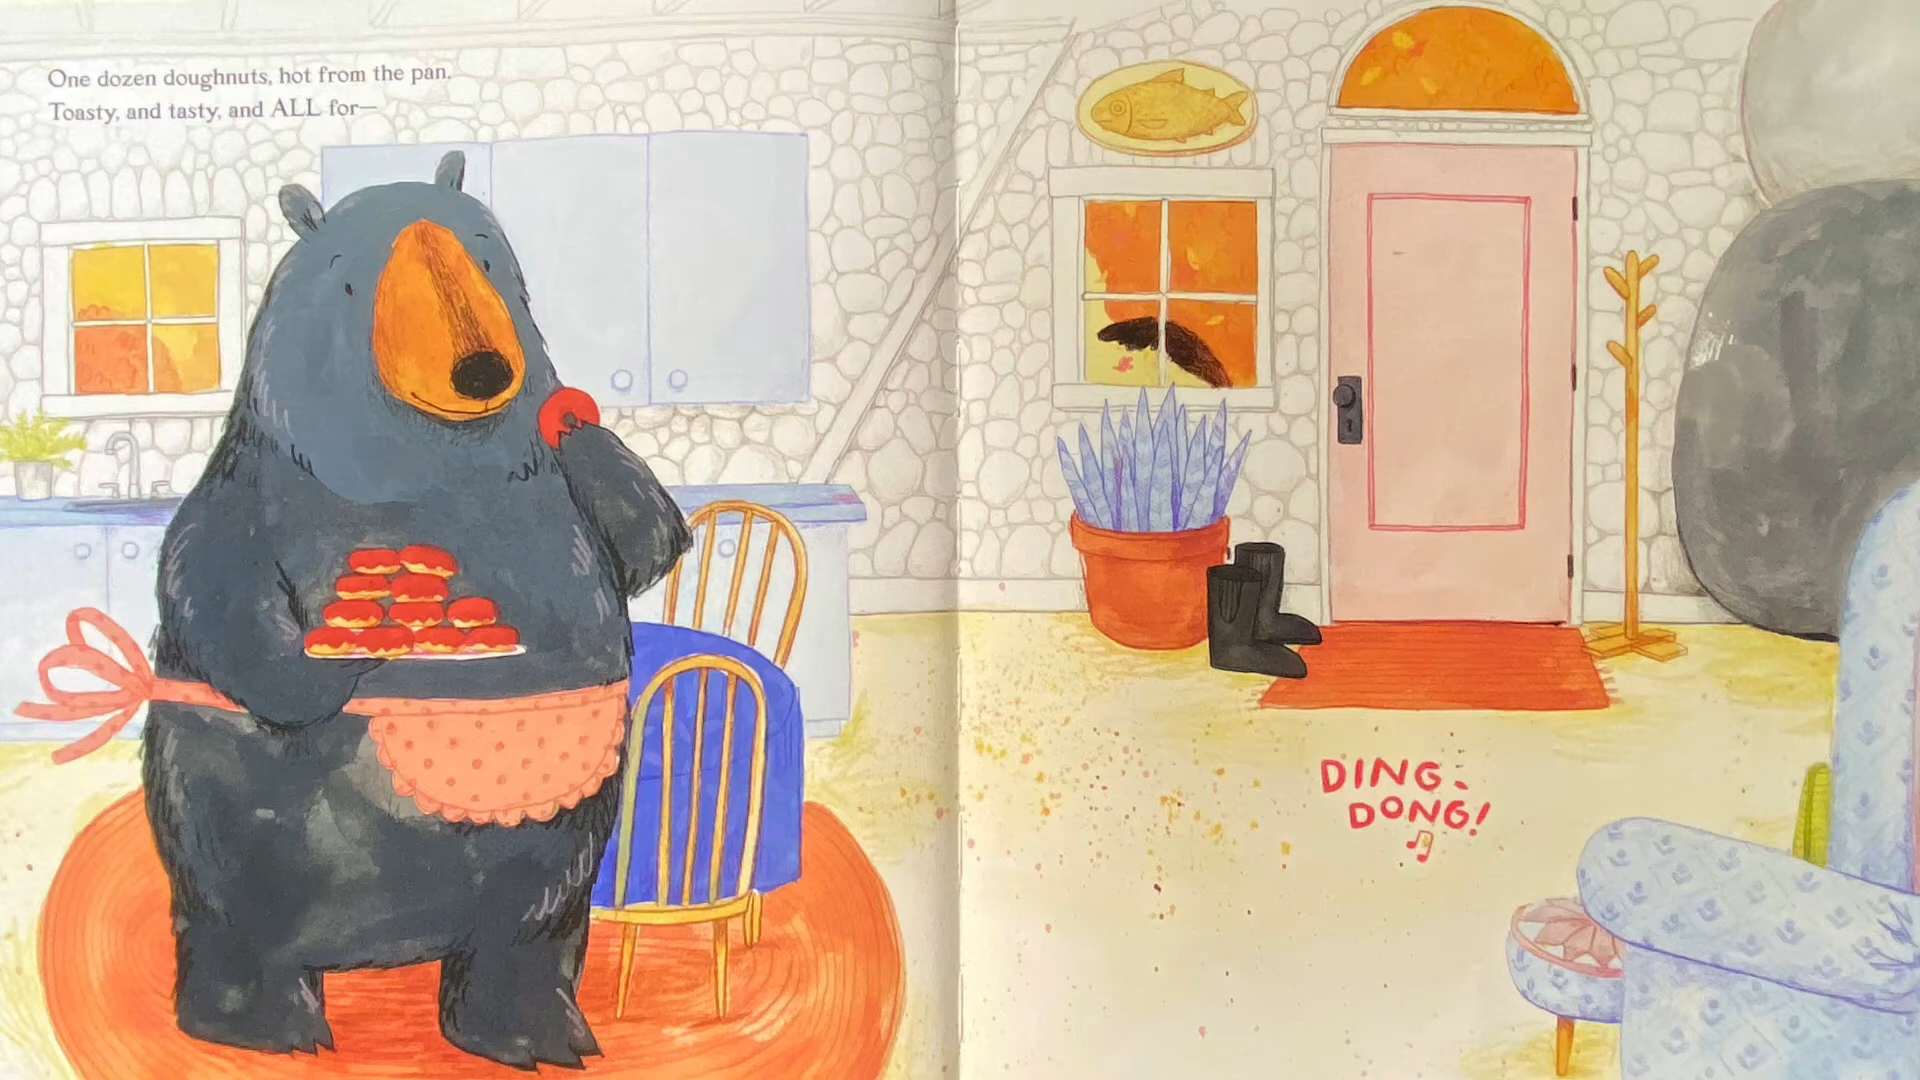 One dozen doughnuts, hot from the pan.
Toasty, and tasty, and ALL for—
DING-
DONG!